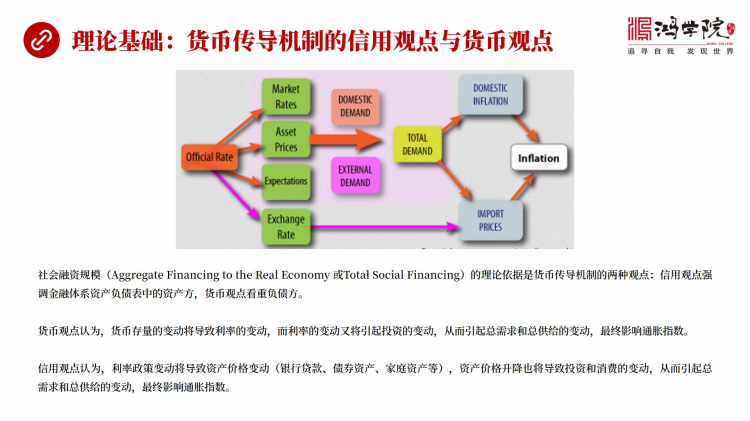 理论基础：货币传导机制的信用观点与货币观点
鸿学院
追寻自我 发现世界
Market
Rates
DOMESTIC
DEMAND
DOMESTIC
INFLATION
Asset
Prices
Official Rate
TOTAL
DEMAND
Inflation
Expectations
EXTERNAL
DEMAND
Exchange
Rate
IMPORT
PRICES
社会融资规模（Aggregate Financing to the Real Economy 或Total Social Financing）的理论依据是货币传导机制的两种观点：信用观点强
调金融体系资产负债表中的资产方，货币观点看重负债方。
货币观点认为，货币存量的变动将导致利率的变动，而利率的变动又将引起投资的变动，从而引起总需求和总供给的变动，最终影响通胀指数。
信用观点认为，利率政策变动将导致资产价格变动（银行贷款、债券资产、家庭资产等），资产价格升降也将导致投资和消费的变动，从而引起总
需求和总供给的变动，最终影响通胀指数。